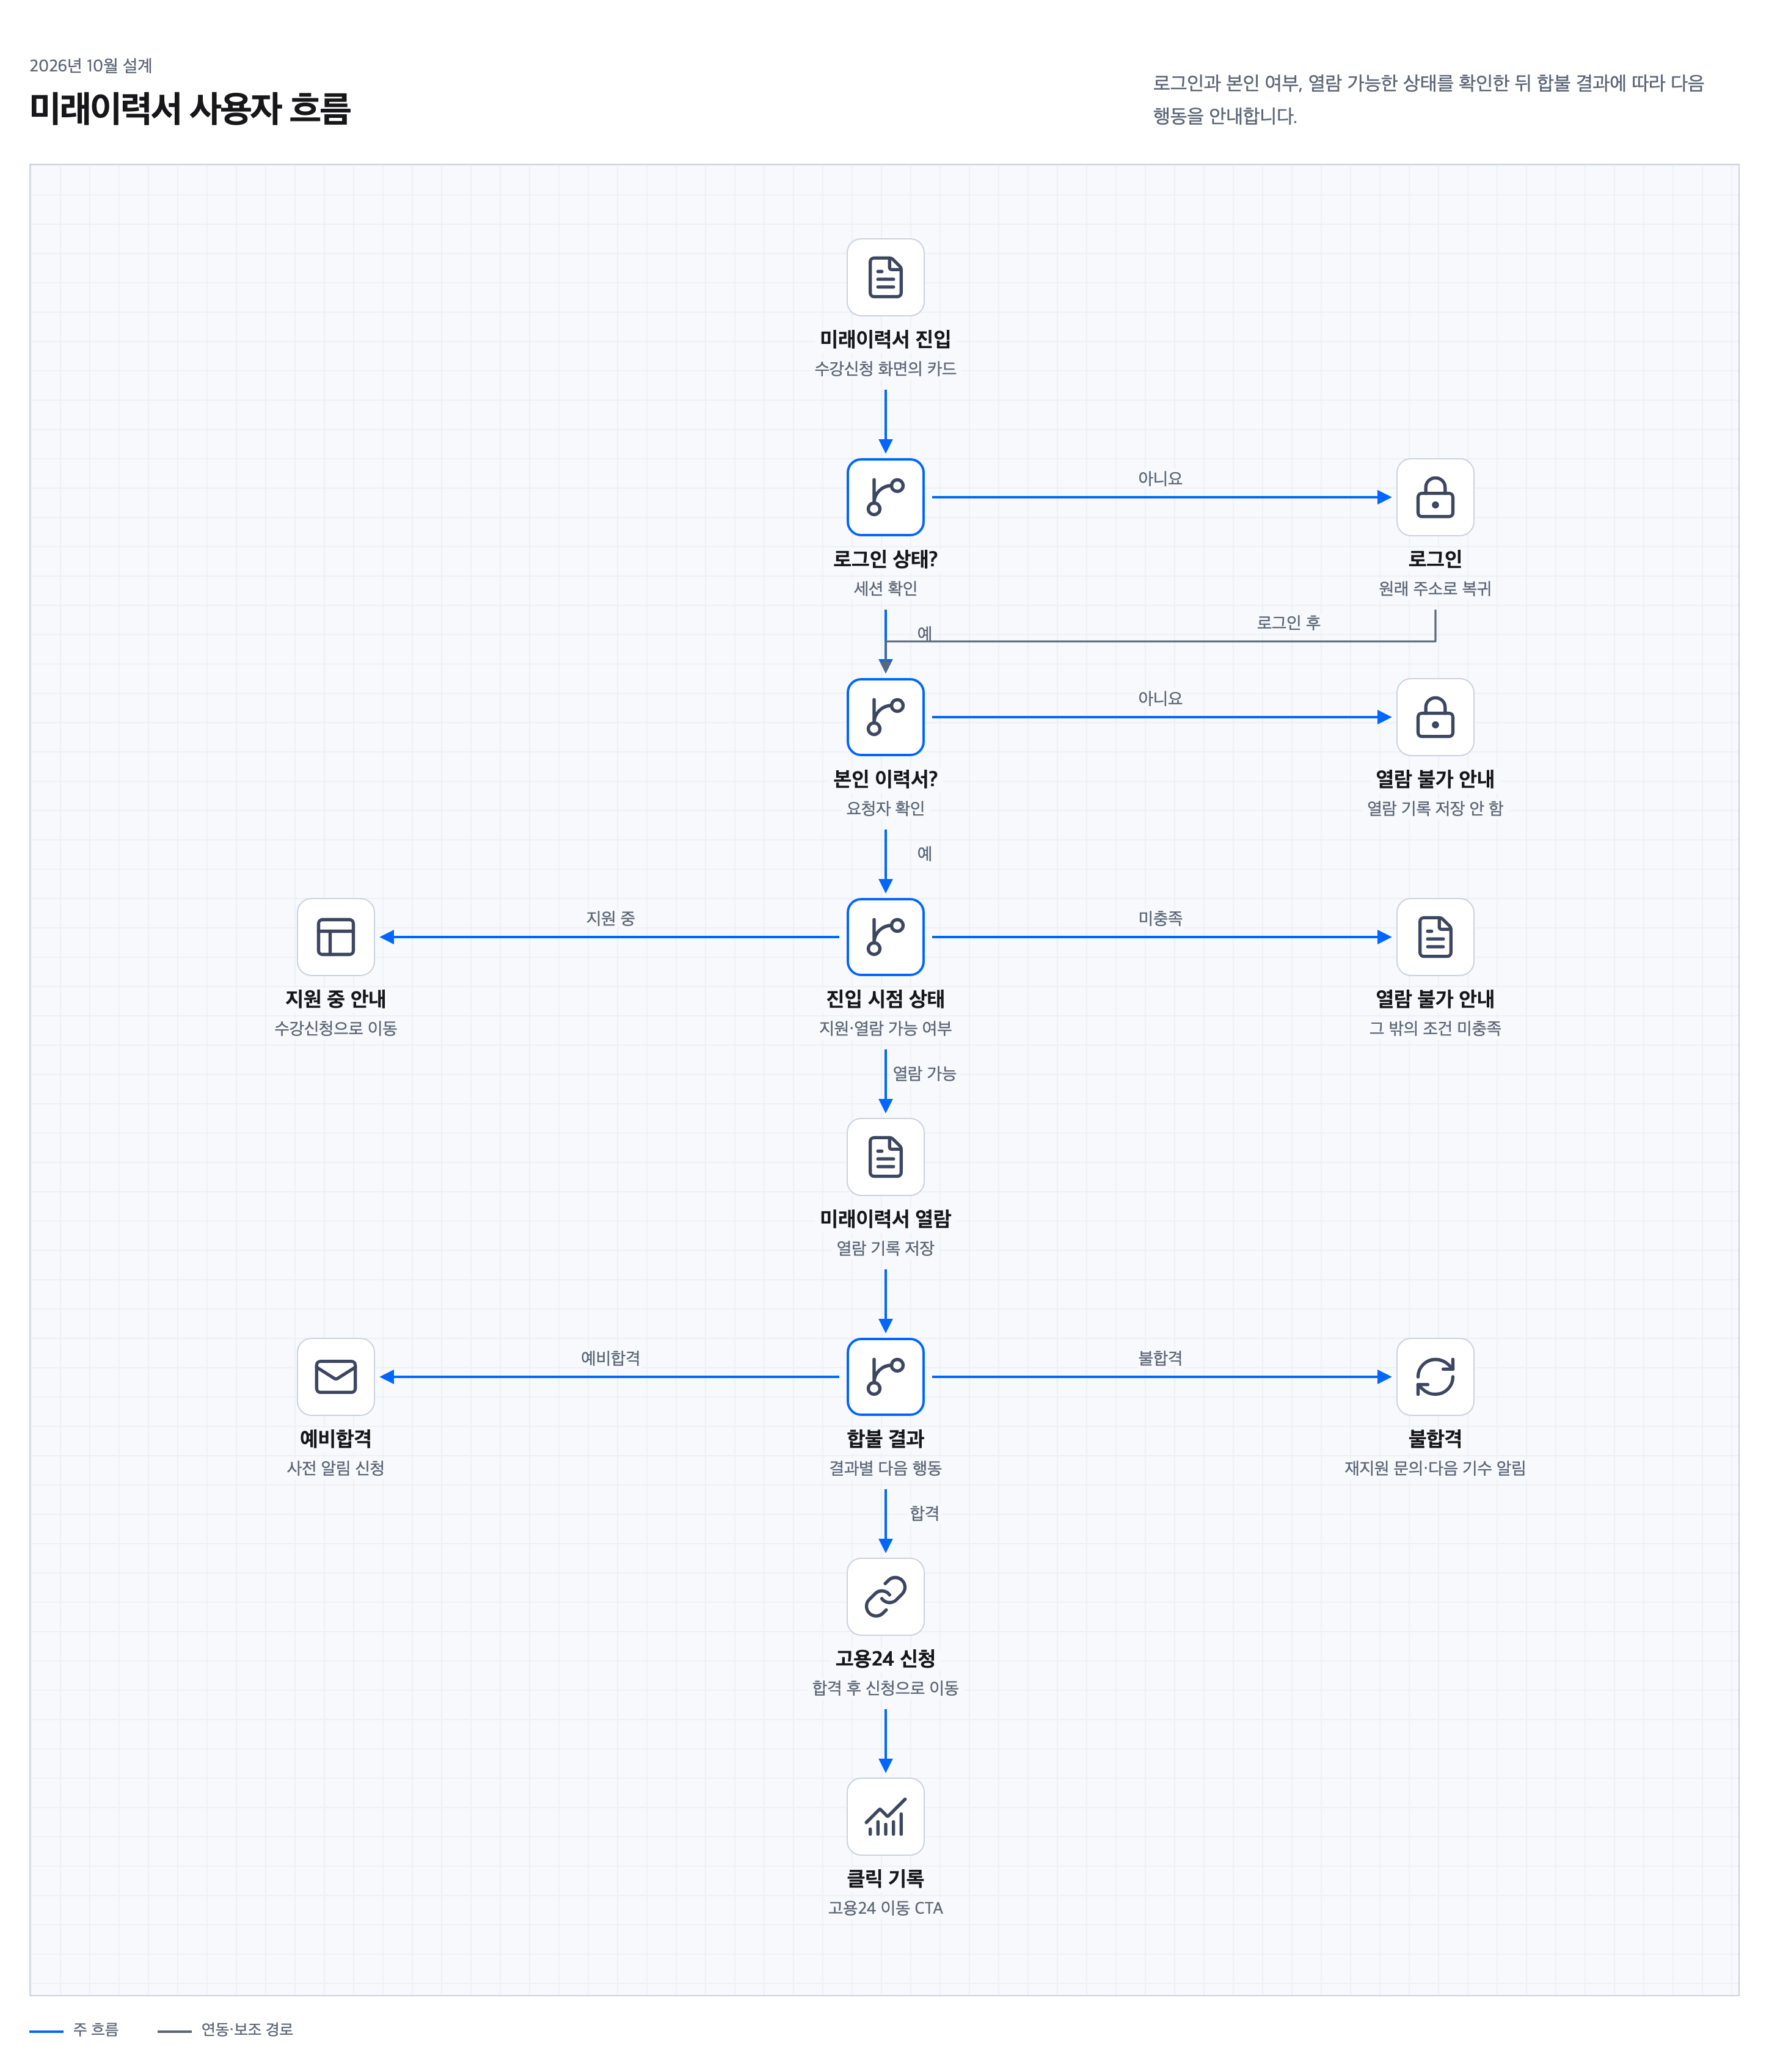 2026년 10월 설계
미래이력서 사용자 흐름
로그인과 본인 여부, 열람 가능한 상태를 확인한 뒤 합불 결과에 따라 다음
행동을 안내합니다.
미래이력서 진입
수강신청 화면의 카드
아니요
로그인 상태?
세션 확인
로그인
원래 주소로 복귀
예
로그인 후
아니요
본인 이력서?
요청자 확인
열람 불가 안내
열람 기록 저장 안 함
예
지원 중
미충족
지원 중 안내
수강신청으로 이동
진입 시점 상태
지원·열람 가능 여부
열람 불가 안내
그 밖의 조건 미충족
열람 가능
미래이력서 열람
열람 기록 저장
예비합격
불합격
예비합격
사전 알림 신청
합불 결과
결과별 다음 행동
불합격
재지원 문의·다음 기수 알림
합격
고용24 신청
합격 후 신청으로 이동
클릭 기록
고용24 이동 CTA
주 흐름
연동·보조 경로